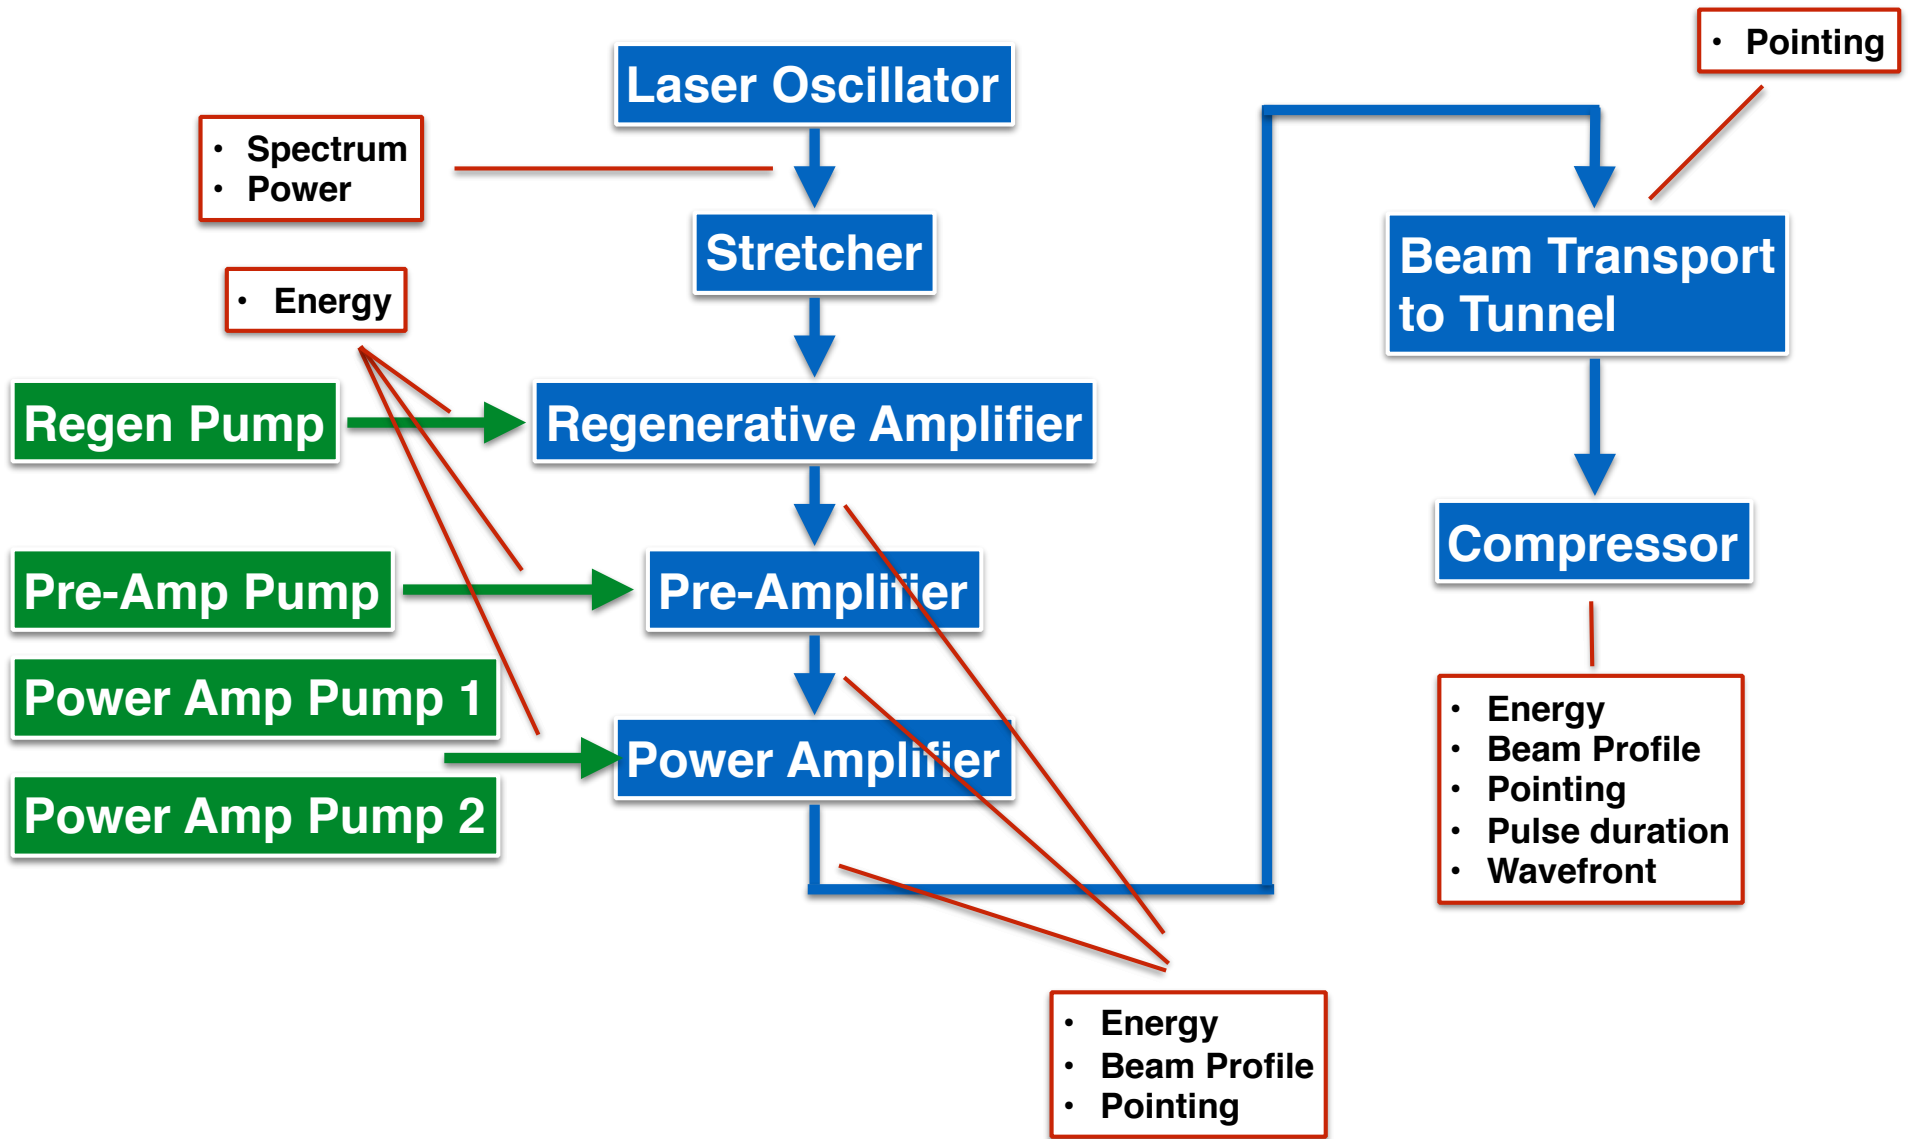 Laser Oscillator
• Pointing
• Spectrum
• Power
Stretcher
Beam Transport
to Tunnel
• Energy
Regen Pump
Regenerative Amplifier
Compressor
Pre-Amp Pump
Pre-Amplifier
Power Amp Pump 1
Power Amplifier
Power Amp Pump 2
• Energy
• Beam Profile
• Pointing
• Pulse duration
• Wavefront
• Energy
• Beam Profile
• Pointing